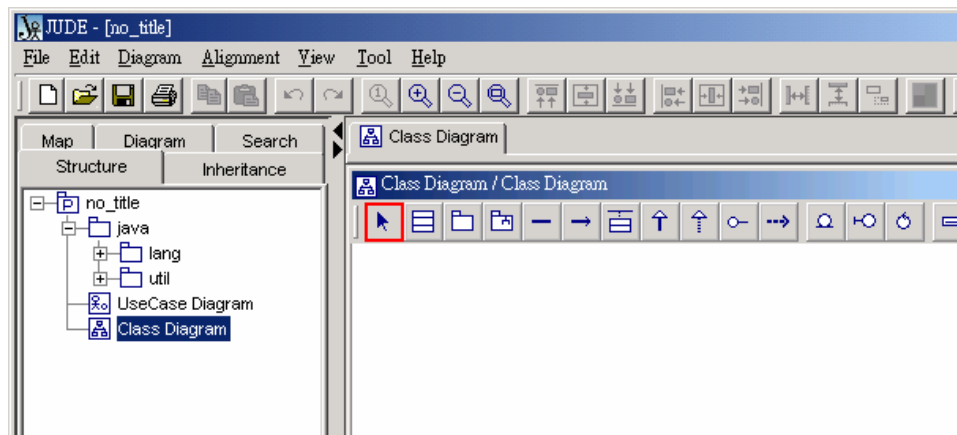 JUDE - [no_title]
File Edit Diagram Alignment View Tool Help
Map Diagram Search
Structure Inheritance
no_title
java
lang
util
UseCase Diagram
Class Diagram
Class Diagram
Class Diagram / Class Diagram